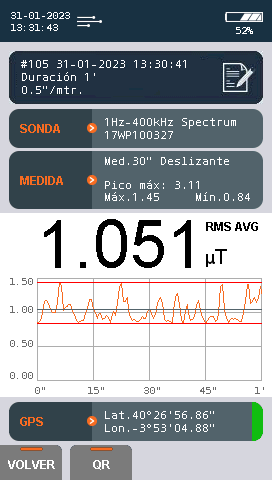 31-01-2023
13:31:43
52%
#105 31-01-2023 13:30:41
Duración 1'
0.5"/mtr.
SONDA
1Hz-400kHz Spectrum
17WP100327
MEDIDA
Med.30" Deslizante
Pico máx: 3.11
Máx.1.45 Mín.0.84
1.051 RMS AVG
µT
1.50
1.00
0.50
0.00
0" 15" 30" 45" 1'
GPS
Lat.40°26'56.86"
Lon.-3°53'04.88"
VOLVER QR